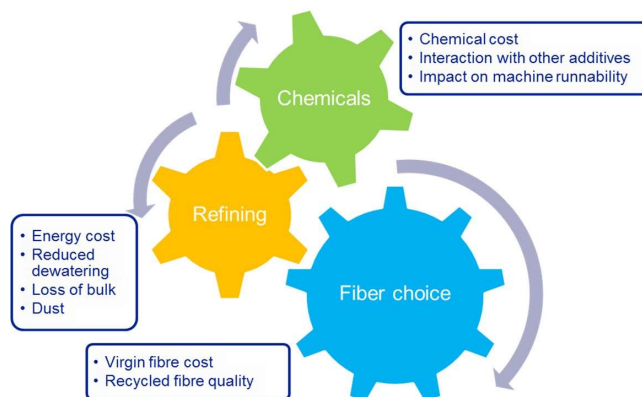 Chemicals
• Chemical cost
• Interaction with other additives
• Impact on machine runnability
Refining
• Energy cost
• Reduced
dewatering
• Loss of bulk
• Dust
Fiber choice
• Virgin fibre cost
• Recycled fibre quality